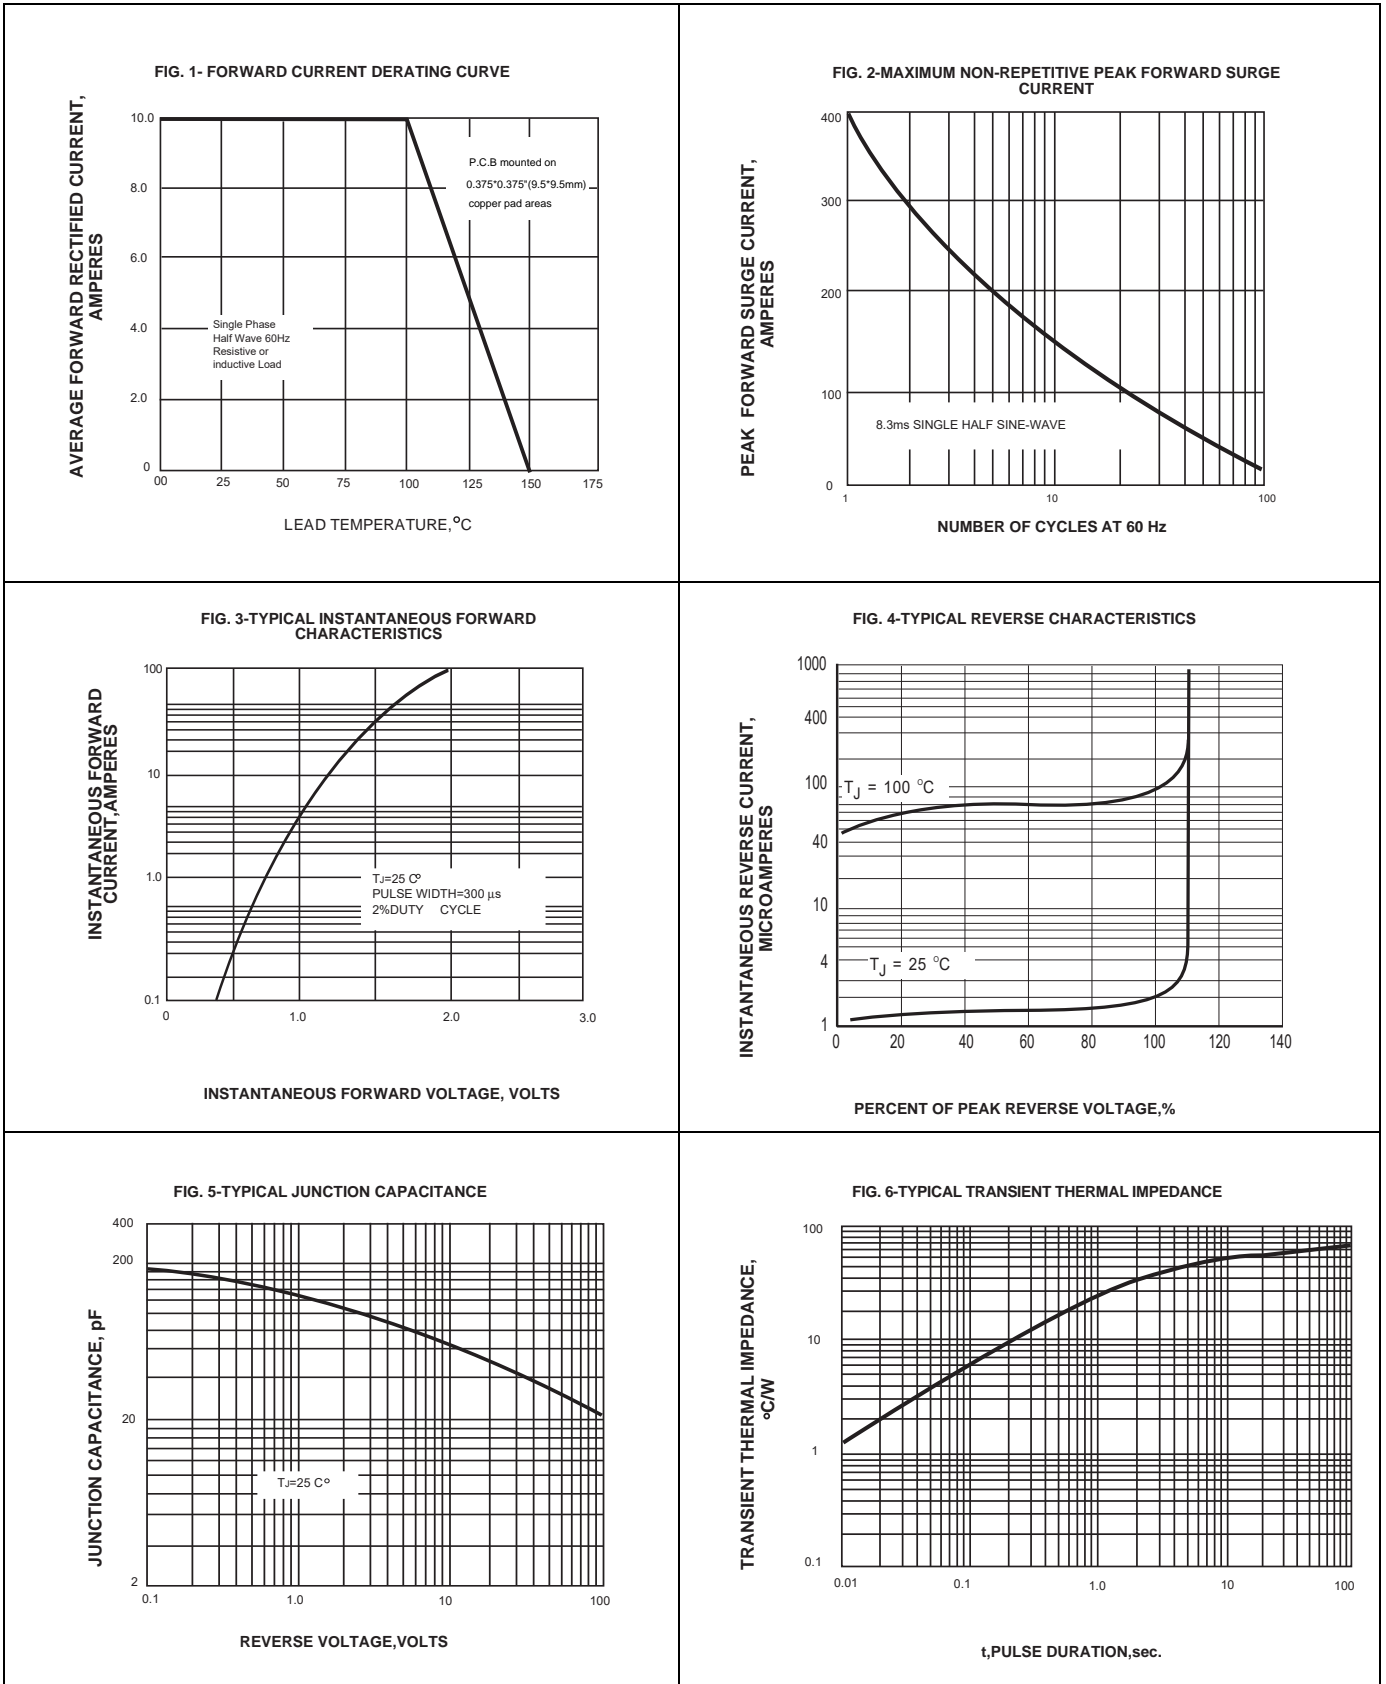 FIG. 1- FORWARD CURRENT DERATING CURVE
AVERAGE FORWARD RECTIFIED CURRENT,
AMPERES
10.0
8.0
6.0
4.0
2.0
0
P.C.B mounted on
0.375*0.375"(9.5*9.5mm)
copper pad areas
Single Phase
Half Wave 60Hz
Resistive or
inductive Load
00 25 50 75 100 125 150 175
LEAD TEMPERATURE,°C
FIG. 2-MAXIMUM NON-REPETITIVE PEAK FORWARD SURGE
CURRENT
PEAK FORWARD SURGE CURRENT,
AMPERES
400
300
200
100
0
8.3ms SINGLE HALF SINE-WAVE
1 10 100
NUMBER OF CYCLES AT 60 Hz
FIG. 3-TYPICAL INSTANTANEOUS FORWARD
CHARACTERISTICS
INSTANTANEOUS FORWARD
CURRENT,AMPERES
100
10
1.0
0.1
TJ=25 C°
PULSE WIDTH=300 µs
2%DUTY CYCLE
0 1.0 2.0 3.0
INSTANTANEOUS FORWARD VOLTAGE, VOLTS
FIG. 4-TYPICAL REVERSE CHARACTERISTICS
INSTANTANEOUS REVERSE CURRENT,
MICROAMPERES
1000
400
100
40
10
4
1
TJ = 100 °C
TJ = 25 °C
0 20 40 60 80 100 120 140
PERCENT OF PEAK REVERSE VOLTAGE,%
FIG. 5-TYPICAL JUNCTION CAPACITANCE
JUNCTION CAPACITANCE, pF
400
200
20
2
TJ=25 C°
0.1 1.0 10 100
REVERSE VOLTAGE,VOLTS
FIG. 6-TYPICAL TRANSIENT THERMAL IMPEDANCE
TRANSIENT THERMAL IMPEDANCE,
°C/W
100
10
1
0.1
0.01 0.1 1.0 10 100
t,PULSE DURATION,sec.